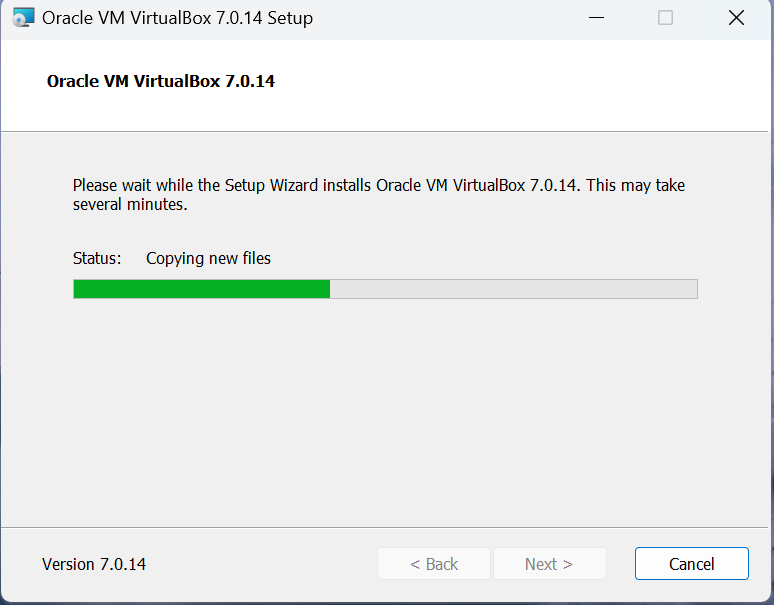 Oracle VM VirtualBox 7.0.14 Setup
Oracle VM VirtualBox 7.0.14
Please wait while the Setup Wizard installs Oracle VM VirtualBox 7.0.14. This may take
several minutes.
Status: Copying new files
Version 7.0.14
< Back
Next >
Cancel